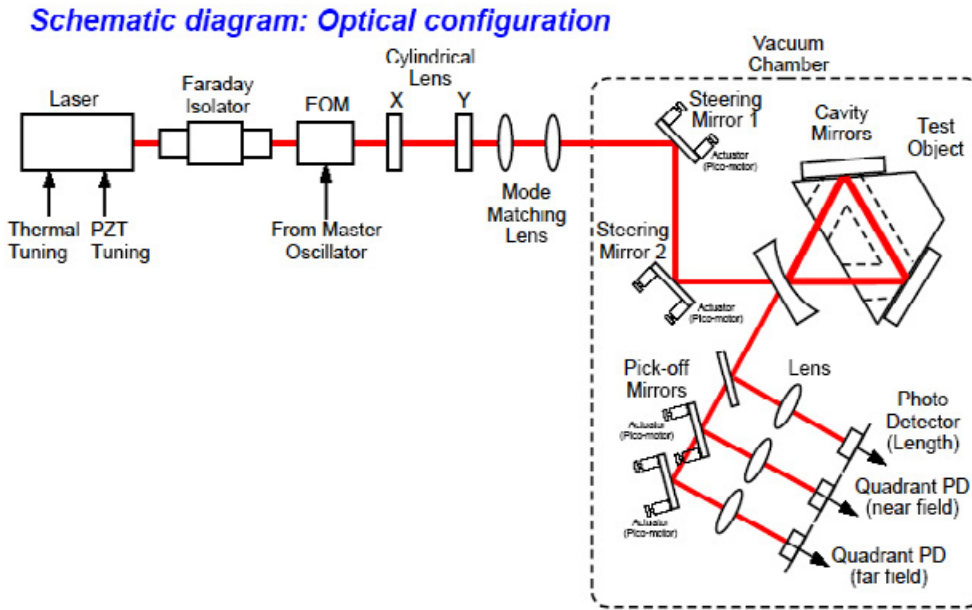 Schematic diagram: Optical configuration
Vacuum
Chamber
Cylindrical
Lens
Laser
Faraday
Isolator
EOM
X
Y
Steering
Mirror 1
Cavity
Mirrors
Test
Object
Actuator
(Pico-motor)
Thermal
Tuning
PZT
Tuning
From Master
Oscillator
Mode
Matching
Lens
Steering
Mirror 2
Actuator
(Pico-motor)
Pick-off
Mirrors
Lens
Photo
Detector
(Length)
Actuator
(Pico-motor)
Quadrant PD
(near field)
Actuator
(Pico-motor)
Quadrant PD
(far field)